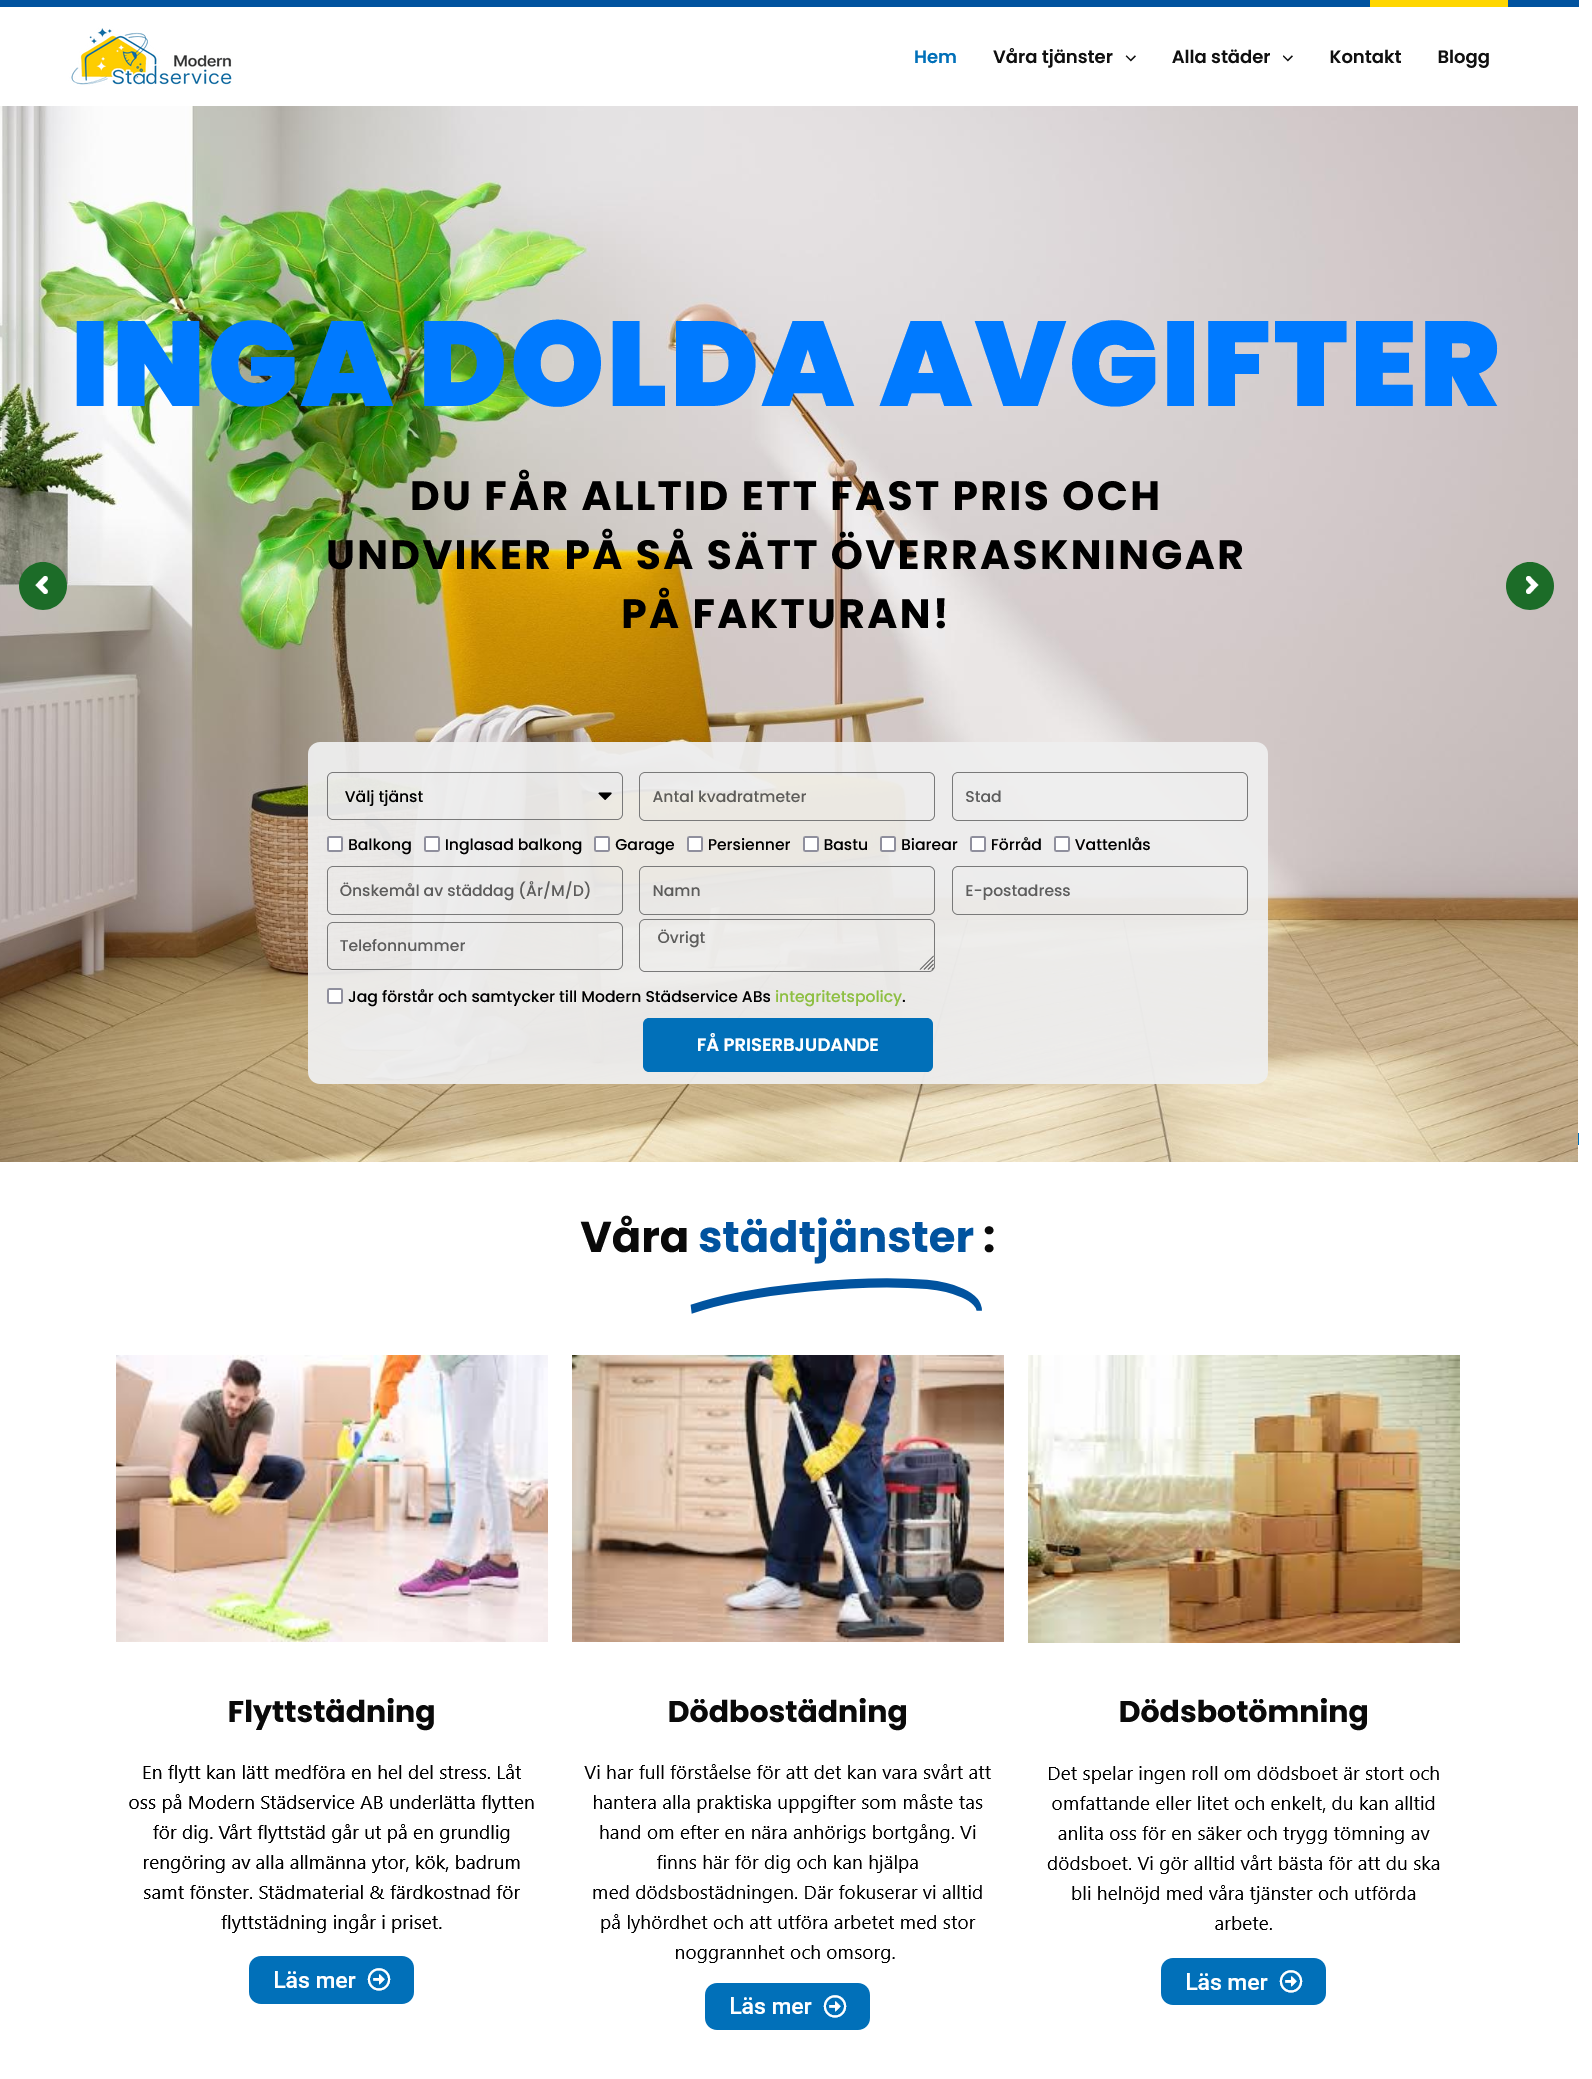 Modern
Städservice
Hem
Våra tjänster
Alla städer
Kontakt
Blogg
INGA DOLDA AVGIFTER
DU FÅR ALLTID ETT FAST PRIS OCH
UNDVIKER PÅ SÅ SÄTT ÖVERRASKNINGAR
PÅ FAKTURAN!
Välj tjänst
Antal kvadratmeter
Stad
Balkong
Inglasad balkong
Garage
Persienner
Bastu
Biarear
Förråd
Vattenlås
Önskemål av städdag (År/M/D)
Namn
E-postadress
Telefonnummer
Övrigt
Jag förstår och samtycker till Modern Städservice ABs integritetspolicy.
FÅ PRISERBJUDANDE
Våra städtjänster :
Flyttstädning
En flytt kan lätt medföra en hel del stress. Låt
oss på Modern Städservice AB underlätta flytten
för dig. Vårt flyttstäd går ut på en grundlig
rengöring av alla allmänna ytor, kök, badrum
samt fönster. Städmaterial & färdkostnad för
flyttstädning ingår i priset.
Läs mer
Dödbostädning
Vi har full förståelse för att det kan vara svårt att
hantera alla praktiska uppgifter som måste tas
hand om efter en nära anhörigs bortgång. Vi
finns här för dig och kan hjälpa
med dödsbostädningen. Där fokuserar vi alltid
på lyhördhet och att utföra arbetet med stor
noggrannhet och omsorg.
Läs mer
Dödsbotömning
Det spelar ingen roll om dödsboet är stort och
omfattande eller litet och enkelt, du kan alltid
anlita oss för en säker och trygg tömning av
dödsboet. Vi gör alltid vårt bästa för att du ska
bli helnöjd med våra tjänster och utförda
arbete.
Läs mer